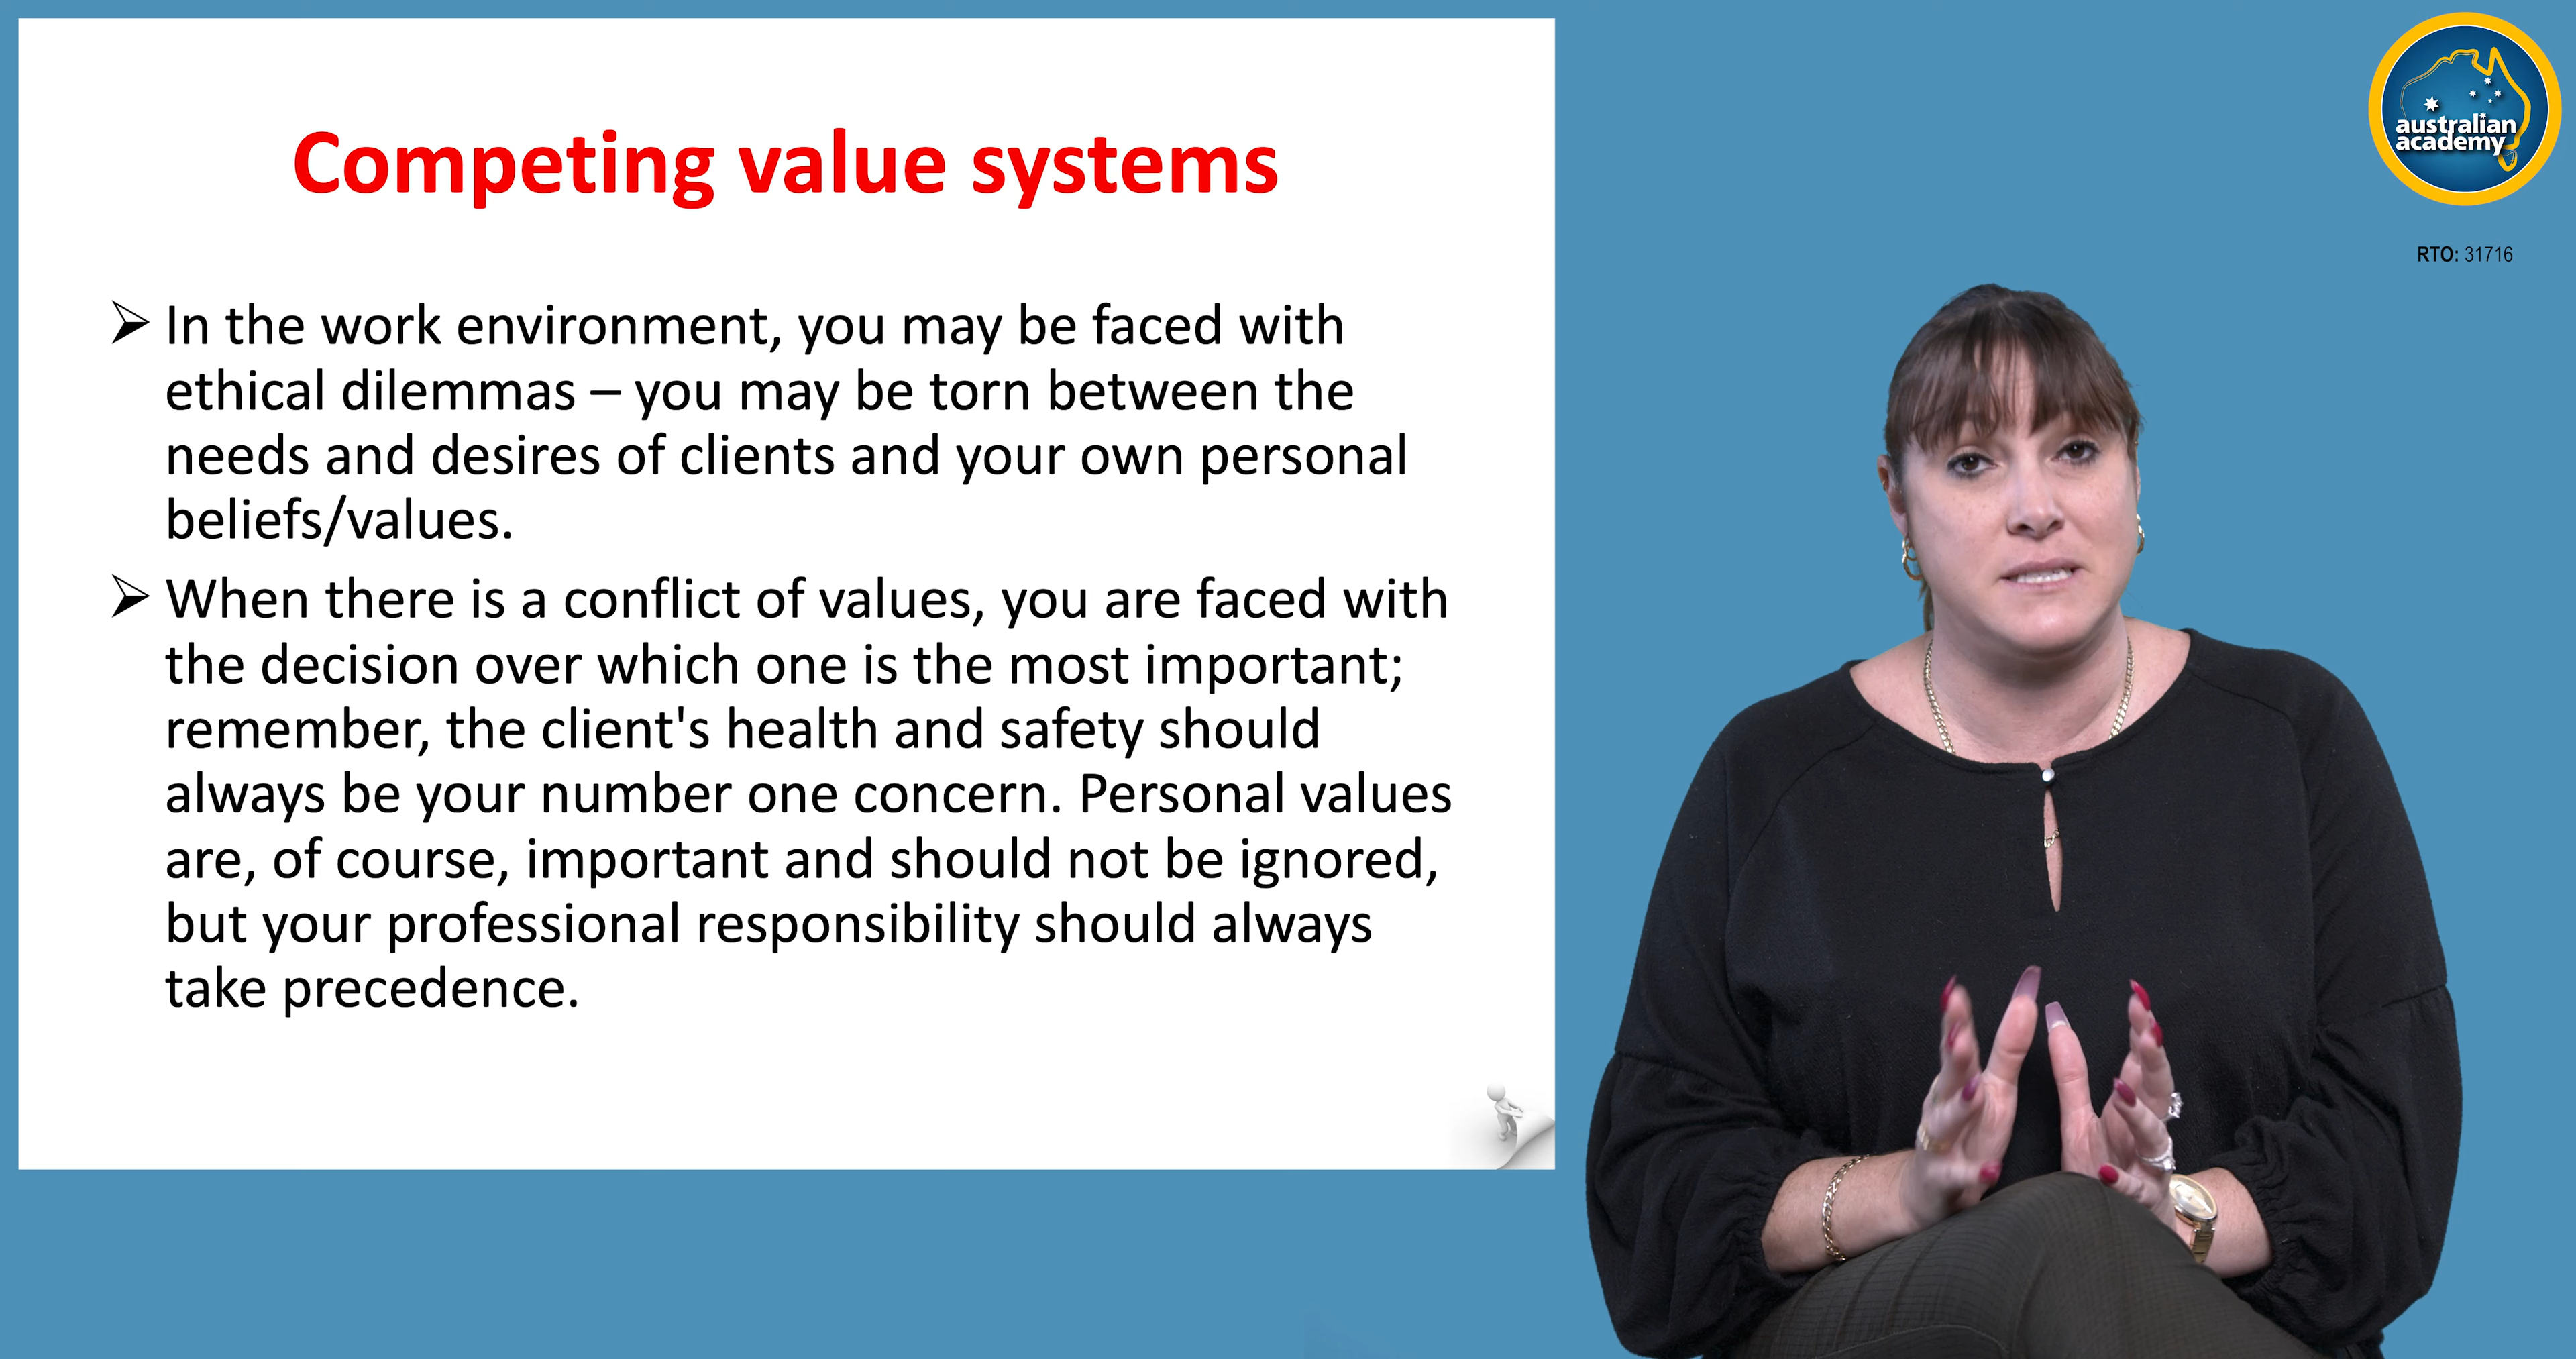 Competing value systems
➢ In the work environment, you may be faced with
ethical dilemmas – you may be torn between the
needs and desires of clients and your own personal
beliefs/values.
➢ When there is a conflict of values, you are faced with
the decision over which one is the most important;
remember, the client's health and safety should
always be your number one concern. Personal values
are, of course, important and should not be ignored,
but your professional responsibility should always
take precedence.
australian
academy
RTO: 31716